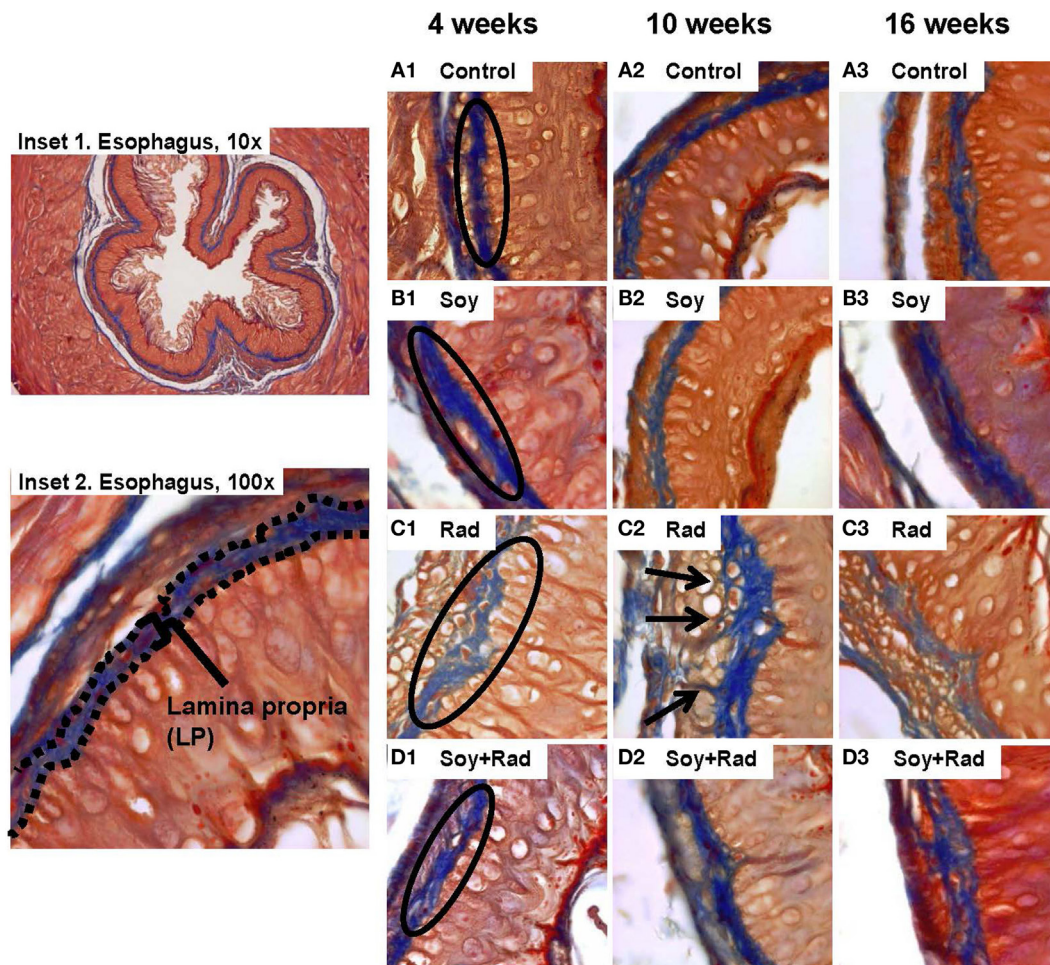 4 weeks 10 weeks 16 weeks
A1 Control
A2 Control
A3 Control
Inset 1. Esophagus, 10x
B1 Soy
B2 Soy
B3 Soy
Inset 2. Esophagus, 100x
Lamina propria
(LP)
C1 Rad
C2 Rad
C3 Rad
D1 Soy+Rad
D2 Soy+Rad
D3 Soy+Rad